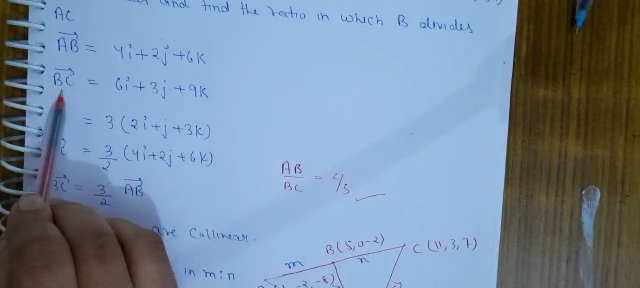 and find the ratio in which B divides
AC
AB = 4i+2j+6k
BC = 6i+3j+9k
= 3(2i+j+3k)
= 3/2 (4i+2j+6k)
= 3/2 AB
AB/BC = 2/3
are Collinear.
in m:n
B(5,0-2)
C(11,3,7)
m
n